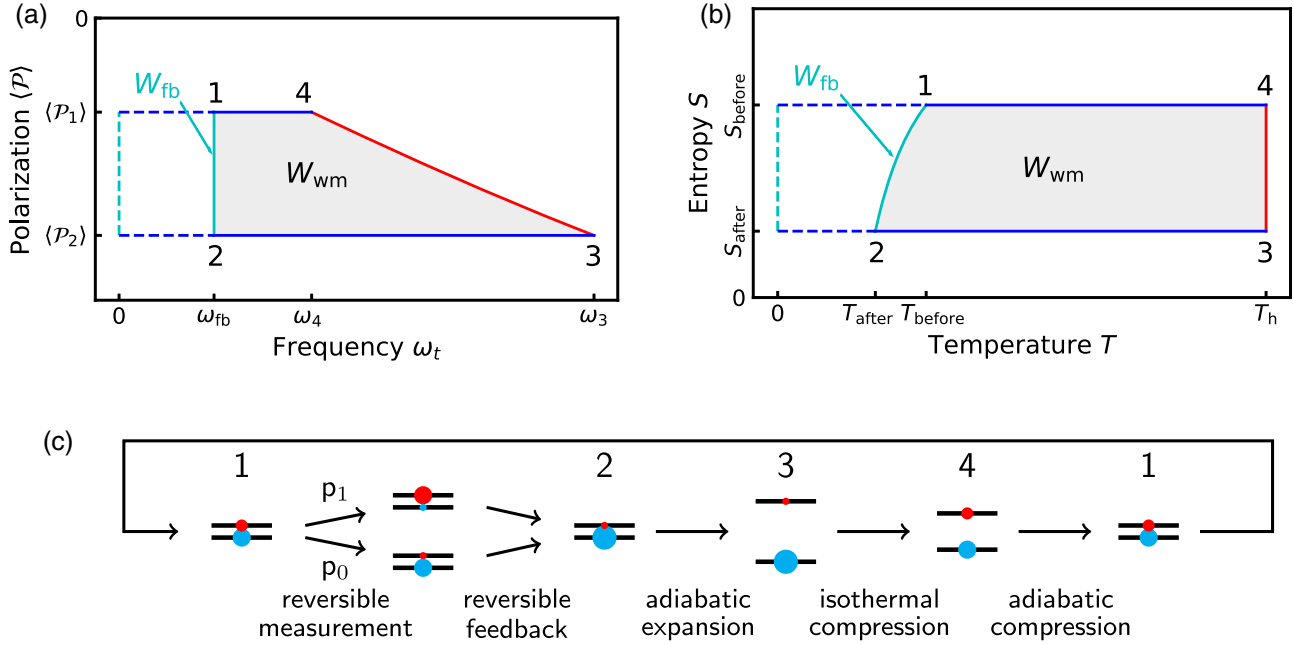 (a)
0
Polarization ⟨𝒫⟩
⟨𝒫₁⟩
⟨𝒫₂⟩
W_fb
1
4
W_wm
2
3
0
ω_fb
ω₄
ω₃
Frequency ω_t
(b)
Entropy S
S_before
S_after
0
W_fb
1
4
W_wm
2
3
0
T_after
T_before
T_h
Temperature T
(c)
1
2
3
4
1
p₁
p₀
reversible
measurement
reversible
feedback
adiabatic
expansion
isothermal
compression
adiabatic
compression